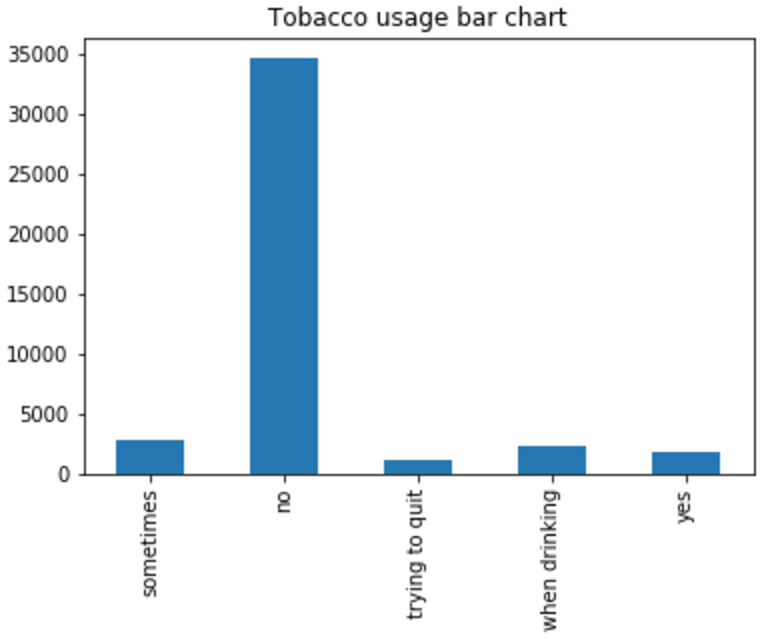 Tobacco usage bar chart
35000
30000
25000
20000
15000
10000
5000
0
sometimes
no
trying to quit
when drinking
yes